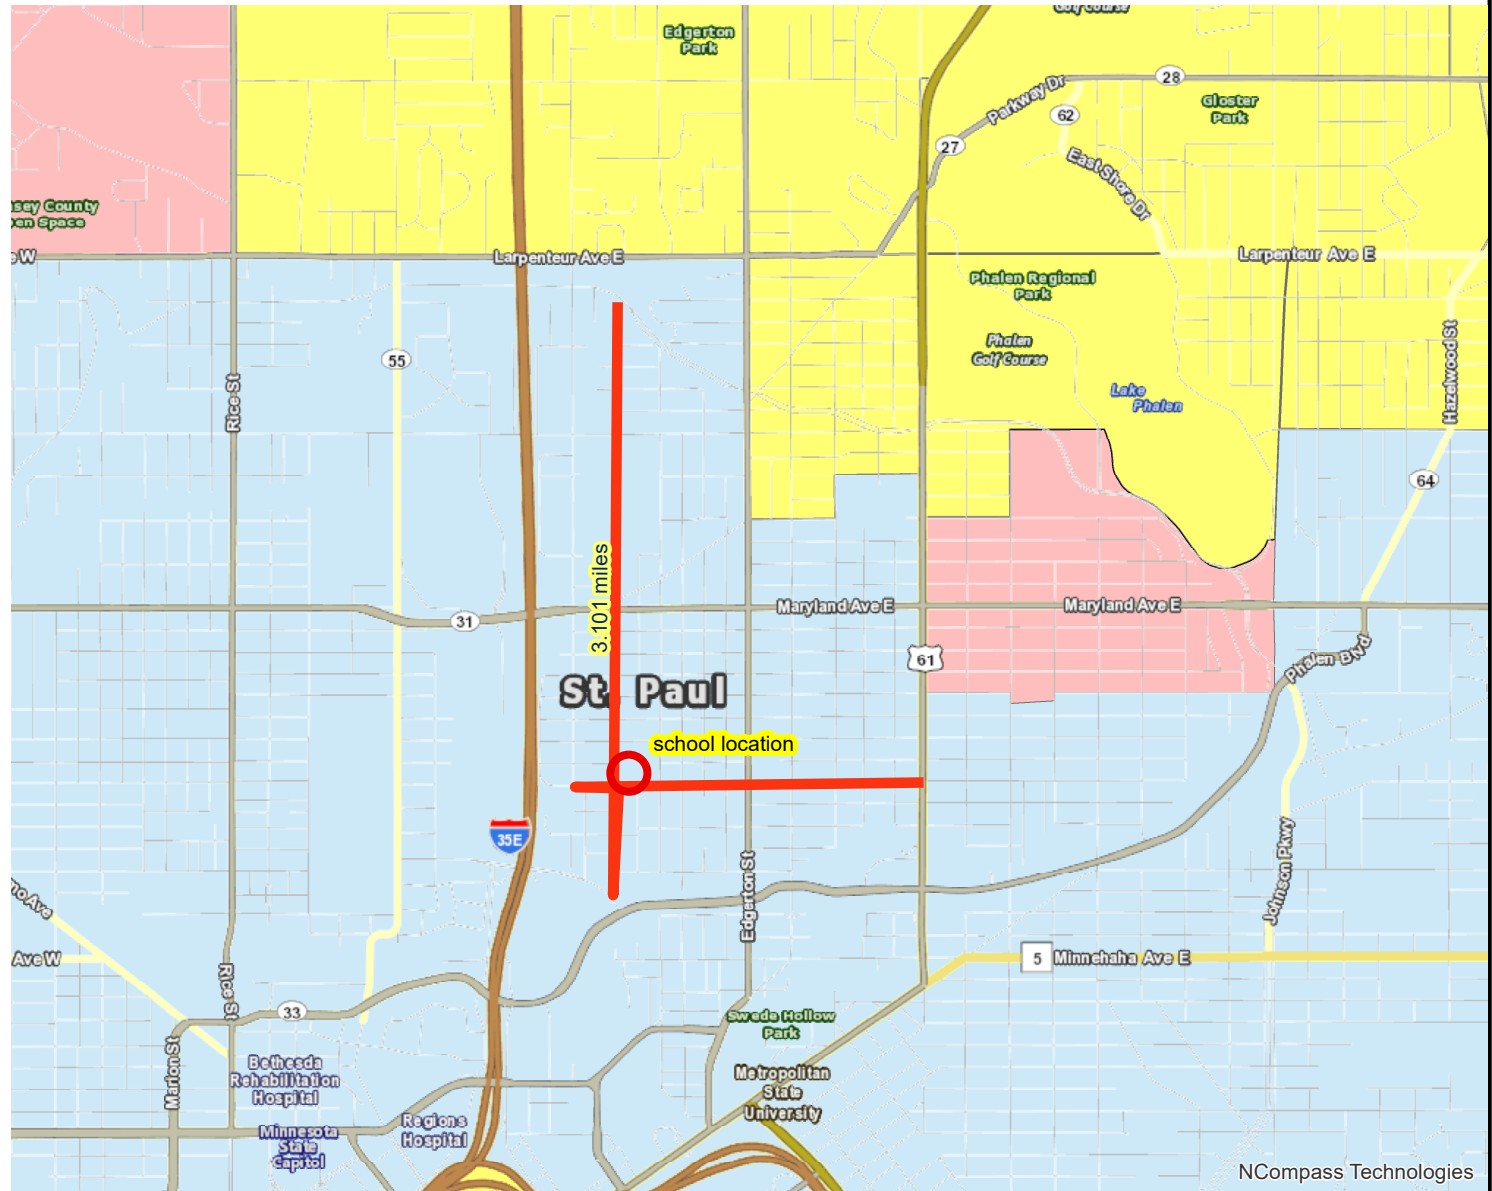 Golf Course
Edgerton
Park
28
Parkway Dr
62
Gloster
Park
27
East Shore Dr
sey County
en Space
W
Larpenteur Ave E
Larpenteur Ave E
Phalen Regional
Park
Phalen
Golf Course
55
Rice St
Hazelwood St
Lake
Phalen
64
3.101 miles
Maryland Ave E
Maryland Ave E
31
61
Phalen Blvd
St. Paul
school location
35E
Johnson Pkwy
Edgerton St
no Ave
Ave W
5
Minnehaha Ave E
Rice St
33
Swede Hollow
Park
Marion St
Bethesda
Rehabilitation
Hospital
Metropolitan
State
University
Regions
Hospital
Minnesota
State
Capitol
NCompass Technologies